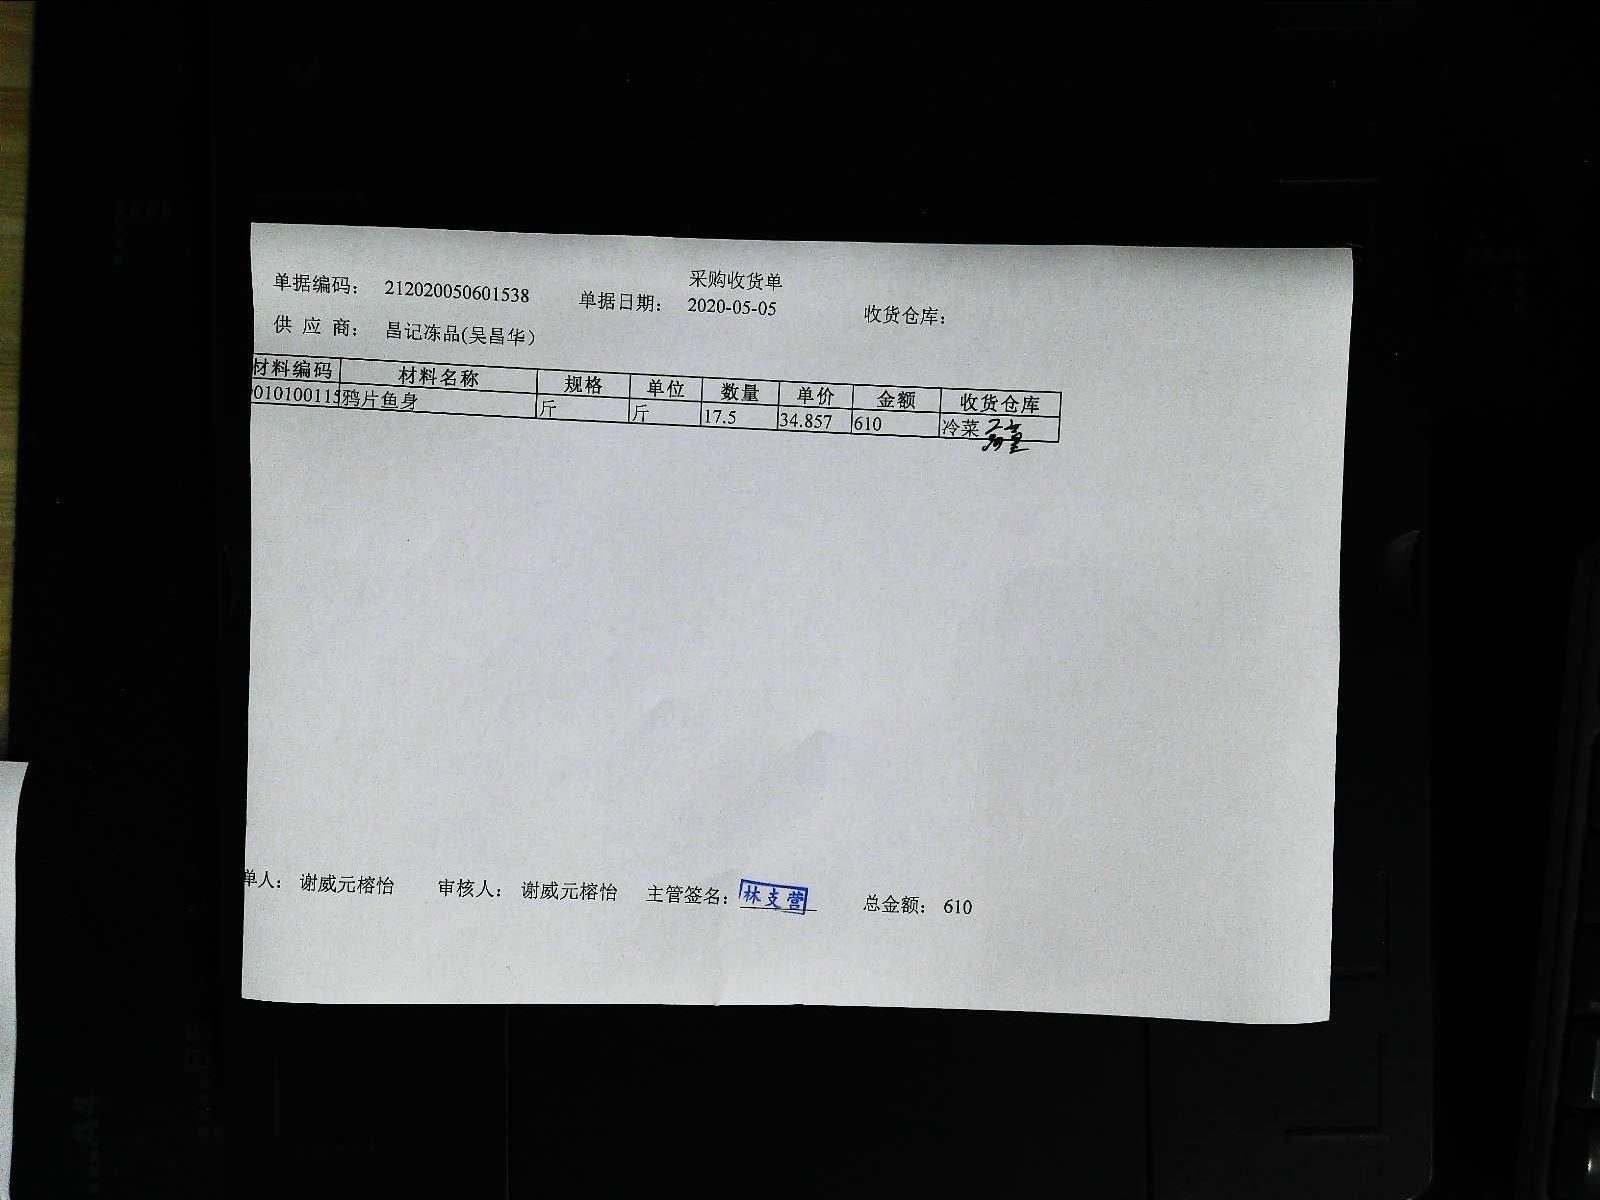 采购收货单
单据编码： 212020050601538 单据日期： 2020-05-05 收货仓库：
供 应 商： 昌记冻品(吴昌华）
材料编码 材料名称 规格 单位 数量 单价 金额 收货仓库
010100115 鸦片鱼身 斤 斤 17.5 34.857 610 冷菜
单人： 谢威元榕怡 审核人： 谢威元榕怡 主管签名： 林支营 总金额： 610